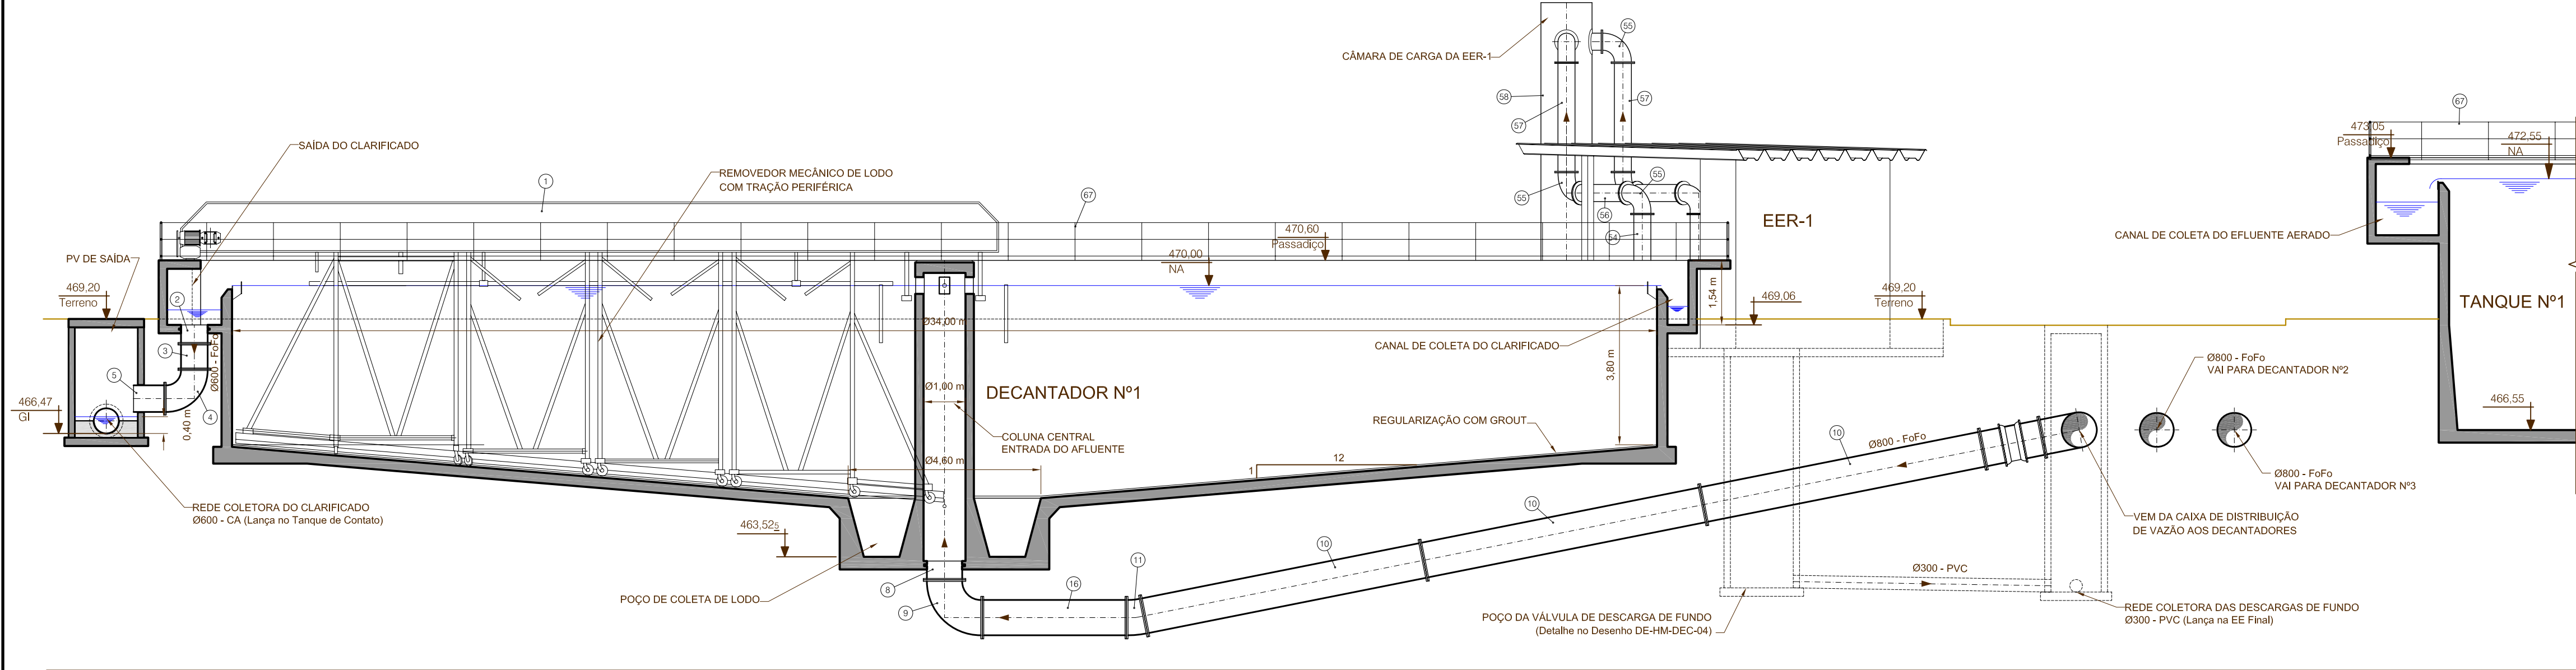 CÂMARA DE CARGA DA EER-1
55
58
57
57
55
55
56
54
67
473,05
Passadiço
472,55
NA
SAÍDA DO CLARIFICADO
REMOVEDOR MECÂNICO DE LODO
COM TRAÇÃO PERIFÉRICA
1
67
470,60
Passadiço
470,00
NA
EER-1
CANAL DE COLETA DO EFLUENTE AERADO
PV DE SAÍDA
469,20
Terreno
2
3
5
4
466,47
GI
0,40 m
Ø600 - FoFo
Ø34,00 m
1,54 m
469,06
469,20
Terreno
TANQUE Nº1
CANAL DE COLETA DO CLARIFICADO
3,80 m
Ø800 - FoFo
VAI PARA DECANTADOR Nº2
Ø1,00 m
DECANTADOR Nº1
466,55
REGULARIZAÇÃO COM GROUT
COLUNA CENTRAL
ENTRADA DO AFLUENTE
Ø4,60 m
1
12
10
Ø800 - FoFo
Ø800 - FoFo
VAI PARA DECANTADOR Nº3
REDE COLETORA DO CLARIFICADO
Ø600 - CA (Lança no Tanque de Contato)
463,525
10
VEM DA CAIXA DE DISTRIBUIÇÃO
DE VAZÃO AOS DECANTADORES
10
11
16
8
9
Ø300 - PVC
POÇO DE COLETA DE LODO
POÇO DA VÁLVULA DE DESCARGA DE FUNDO
(Detalhe no Desenho DE-HM-DEC-04)
REDE COLETORA DAS DESCARGAS DE FUNDO
Ø300 - PVC (Lança na EE Final)